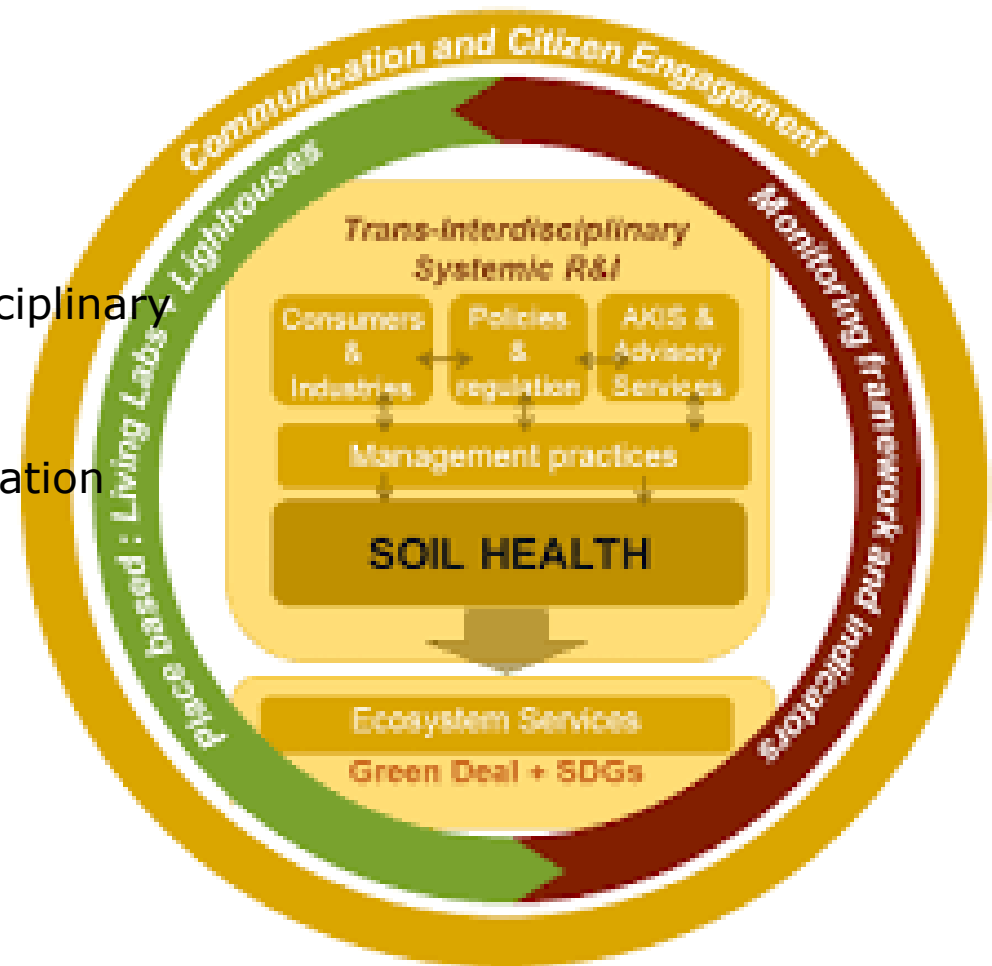 Communication and Citizen Engagement
Place based : Living Labs + Lighhouses
Monitoring framework and indicators
Trans-Interdisciplinary
Systemic R&I
ciplinary
Consumers
&
Industries
Policies
&
regulation
AKIS &
Advisory
Services
Management practices
ation
SOIL HEALTH
Ecosystem Services
Green Deal + SDGs